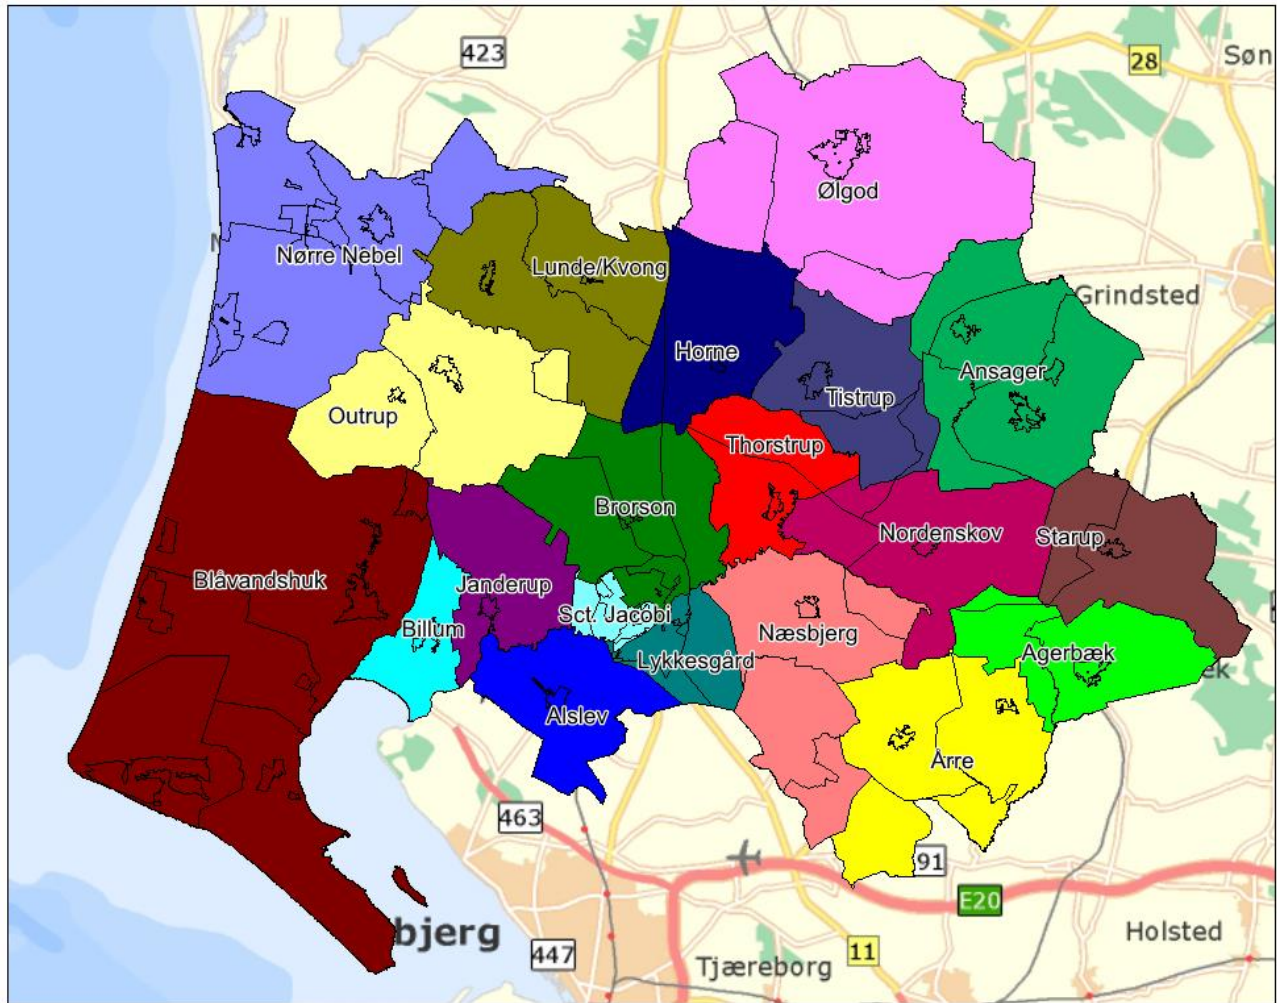 423
28
Søn
Ølgod
Nørre Nebel
Lunde/Kvong
Grindsted
Horne
Ansager
Tistrup
Outrup
Thorstrup
Brorson
Nordenskov
Starup
Blåvandshuk
Janderup
Sct. Jacobi
Billum
Næsbjerg
Agerbæk
Lykkesgård
Alslev
Årre
463
91
E20
bjerg
447
11
Tjæreborg
Holsted